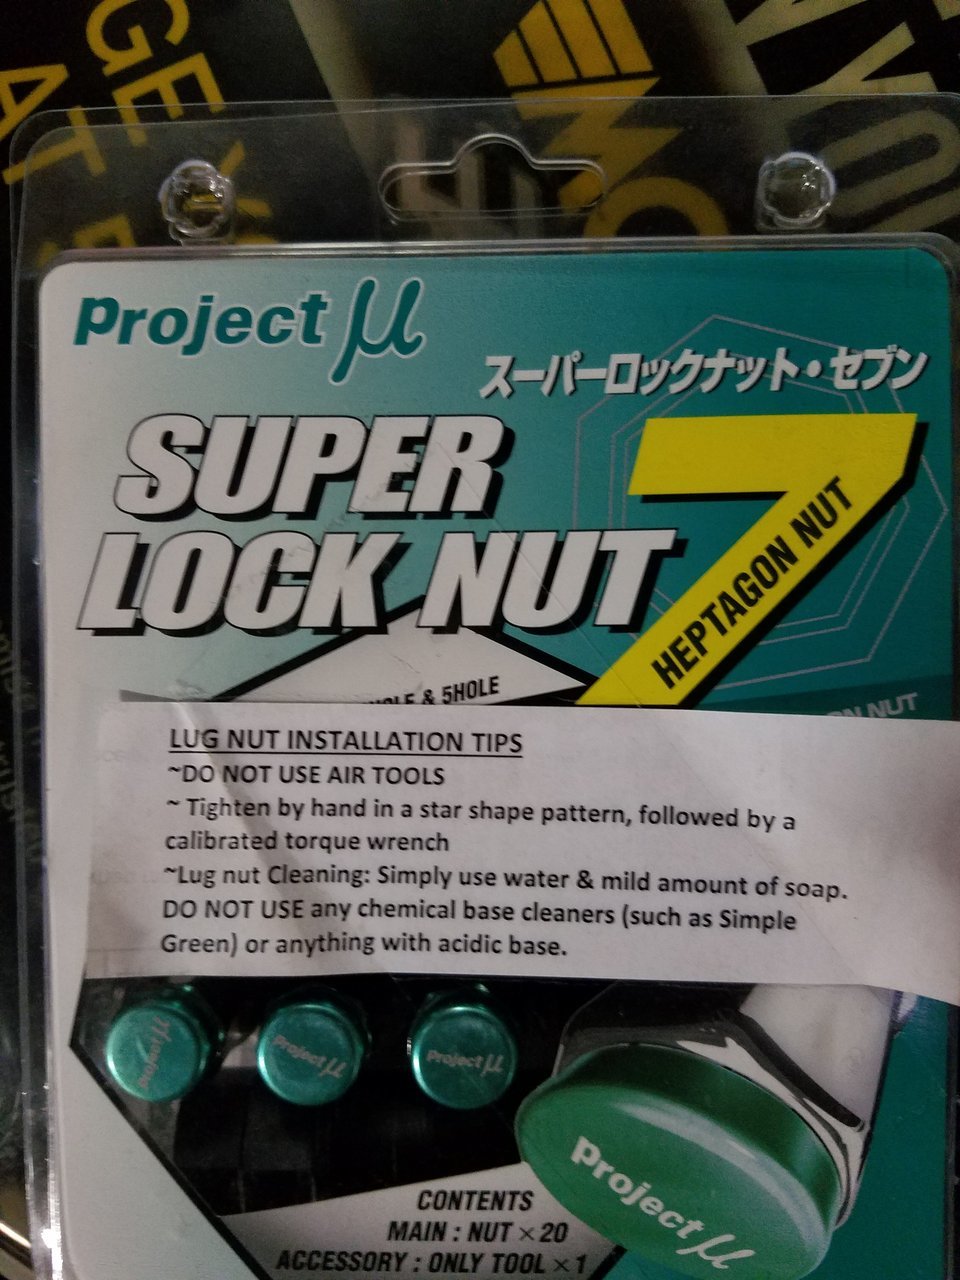 Project μ
スーパーロックナット・セブン
SUPER
LOCK NUT
7
HEPTAGON NUT
& 5HOLE
NUT
LUG NUT INSTALLATION TIPS
~DO NOT USE AIR TOOLS
~ Tighten by hand in a star shape pattern, followed by a
calibrated torque wrench
~Lug nut Cleaning: Simply use water & mild amount of soap.
DO NOT USE any chemical base cleaners (such as Simple
Green) or anything with acidic base.
Project μ
Project μ
Project μ
Project μ
CONTENTS
MAIN : NUT × 20
ACCESSORY : ONLY TOOL × 1